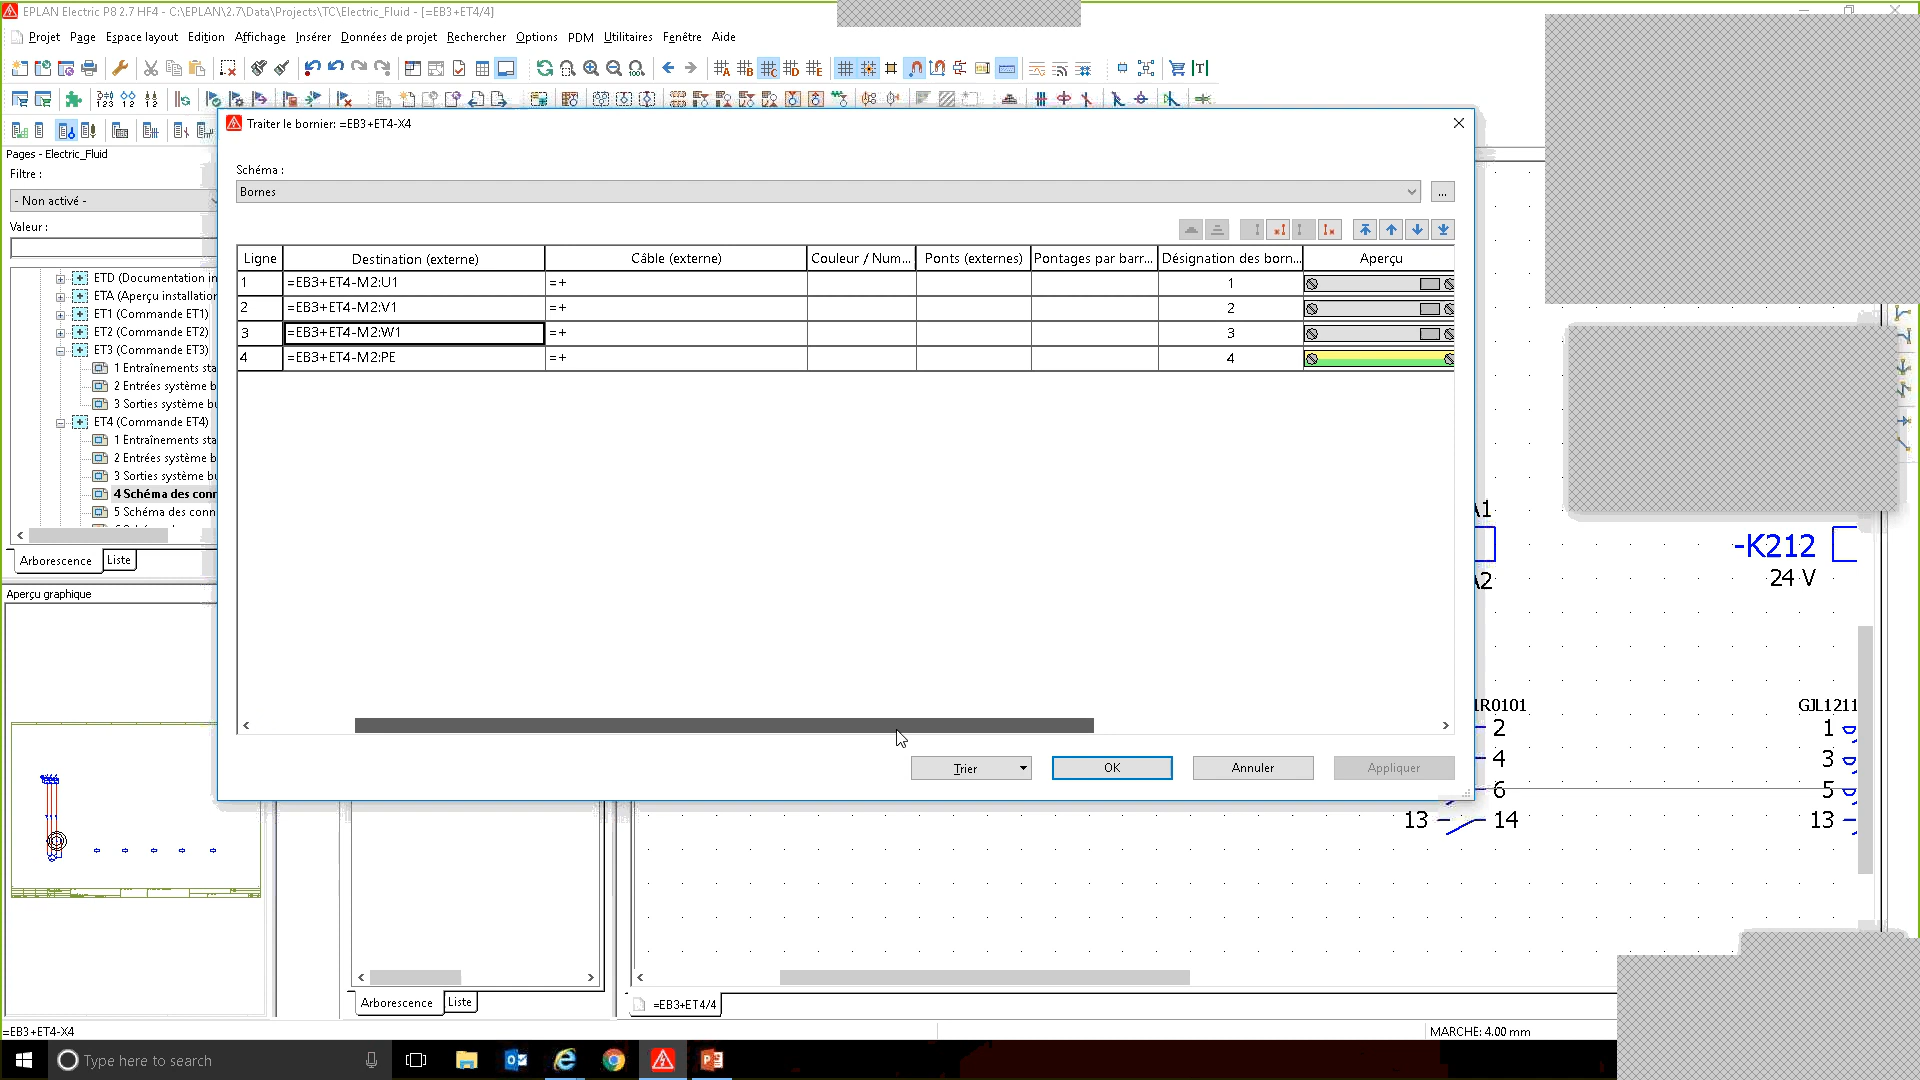 EPLAN Electric P8 2.7 HF4 - C:\EPLAN\2.7\Data\Projects\TC\Electric_Fluid - [=EB3+ET4/4]
Projet Page Espace layout Edition Affichage Insérer Données de projet Rechercher Options PDM Utilitaires Fenêtre Aide
Pages - Electric_Fluid
Filtre :
- Non activé -
Valeur :
ETD (Documentation in
ETA (Aperçu installation
ET1 (Commande ET1)
ET2 (Commande ET2)
ET3 (Commande ET3)
1 Entraînements sta
2 Entrées système b
3 Sorties système bu
ET4 (Commande ET4)
1 Entraînements sta
2 Entrées système b
3 Sorties système bu
4 Schéma des conn
5 Schéma des conn
Arborescence Liste
Aperçu graphique
Traiter le bornier: =EB3+ET4-X4
Schéma :
Bornes
...
Ligne Destination (externe) Câble (externe) Couleur / Num... Ponts (externes) Pontages par barr... Désignation des born... Aperçu
1 =EB3+ET4-M2:U1 =+ 1
2 =EB3+ET4-M2:V1 =+ 2
3 =EB3+ET4-M2:W1 =+ 3
4 =EB3+ET4-M2:PE =+ 4
Trier OK Annuler Appliquer
-K212
24 V
1R0101 GJL1211
2 1
4 3
6 5
13 14 13
Arborescence Liste
=EB3+ET4/4
=EB3+ET4-X4
MARCHE: 4.00 mm
Type here to search